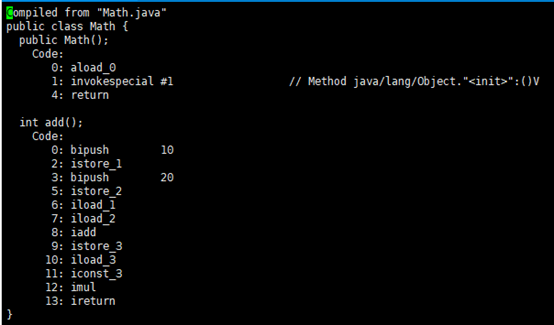 Compiled from "Math.java"
public class Math {
  public Math();
    Code:
       0: aload_0
       1: invokespecial #1                  // Method java/lang/Object."<init>":()V
       4: return

  int add();
    Code:
       0: bipush        10
       2: istore_1
       3: bipush        20
       5: istore_2
       6: iload_1
       7: iload_2
       8: iadd
       9: istore_3
      10: iload_3
      11: iconst_3
      12: imul
      13: ireturn
}